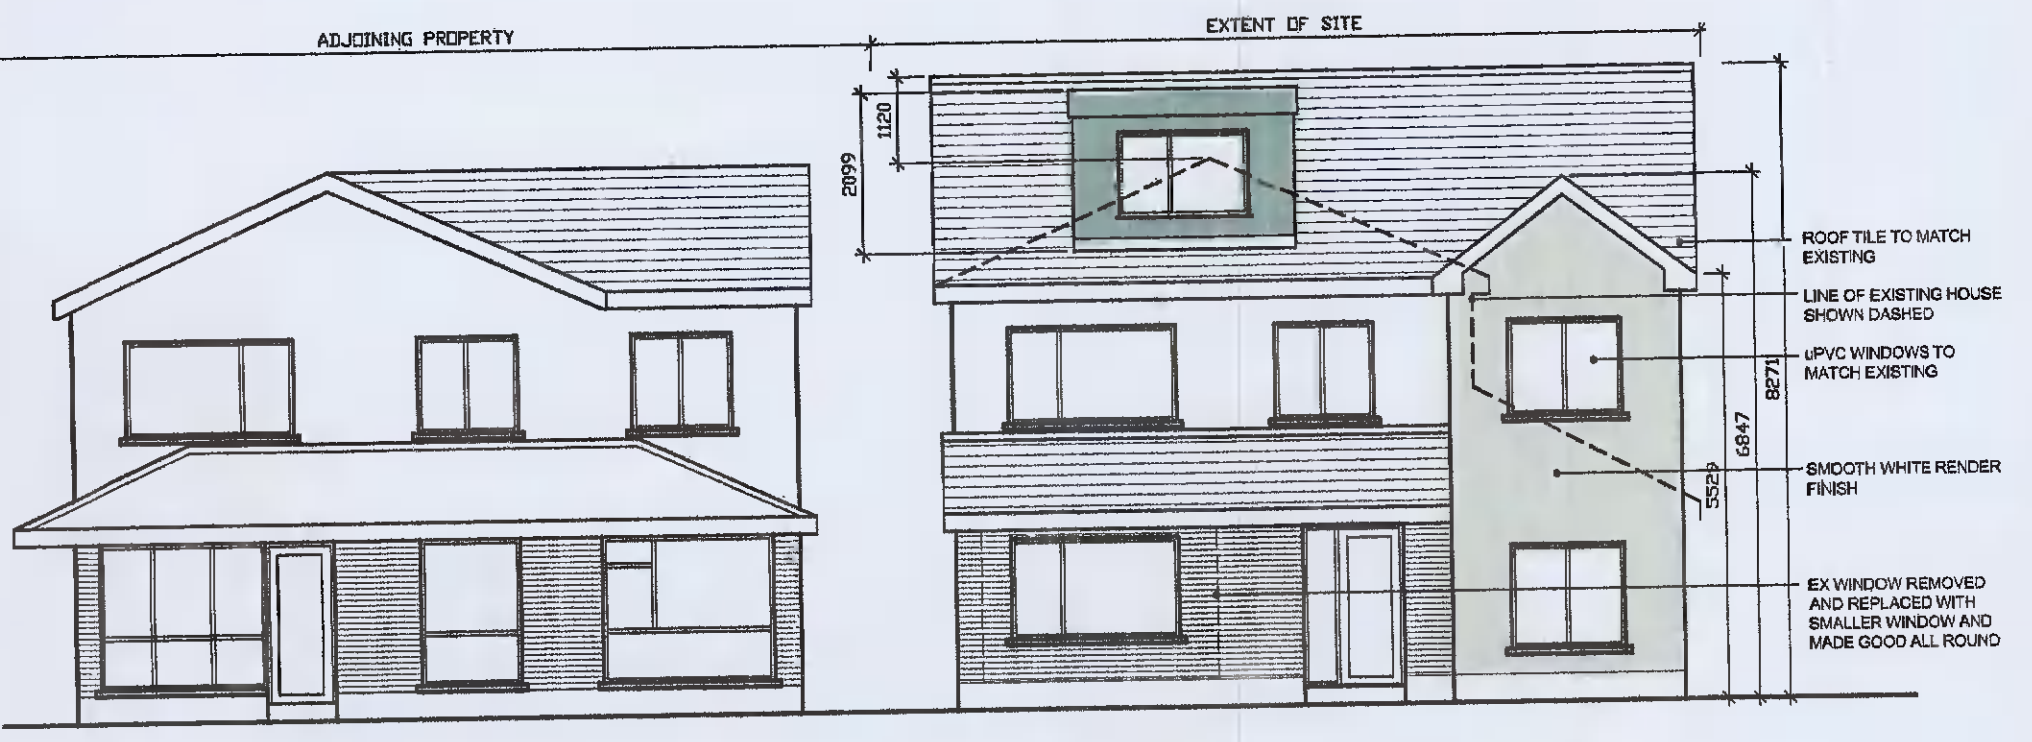 ADJOINING PROPERTY
EXTENT OF SITE
1120
2099
ROOF TILE TO MATCH
EXISTING
LINE OF EXISTING HOUSE
SHOWN DASHED
uPVC WINDOWS TO
MATCH EXISTING
8271
6847
5529
SMOOTH WHITE RENDER
FINISH
EX WINDOW REMOVED
AND REPLACED WITH
SMALLER WINDOW AND
MADE GOOD ALL ROUND